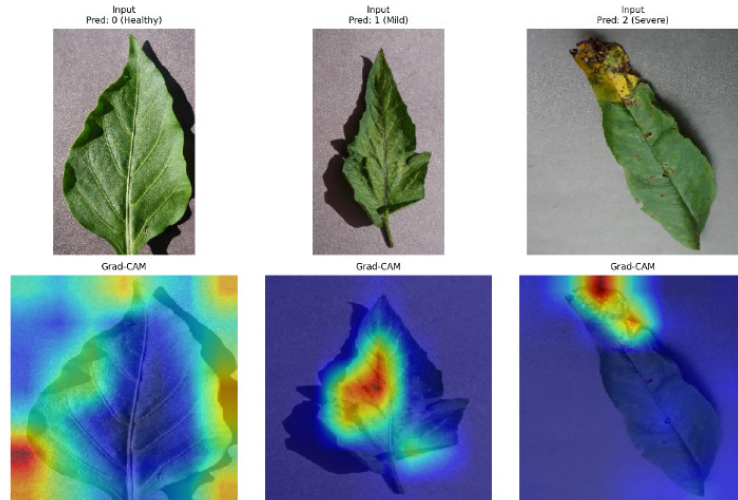 Input
Pred: 0 (Healthy)
Input
Pred: 1 (Mild)
Input
Pred: 2 (Severe)
Grad-CAM
Grad-CAM
Grad-CAM